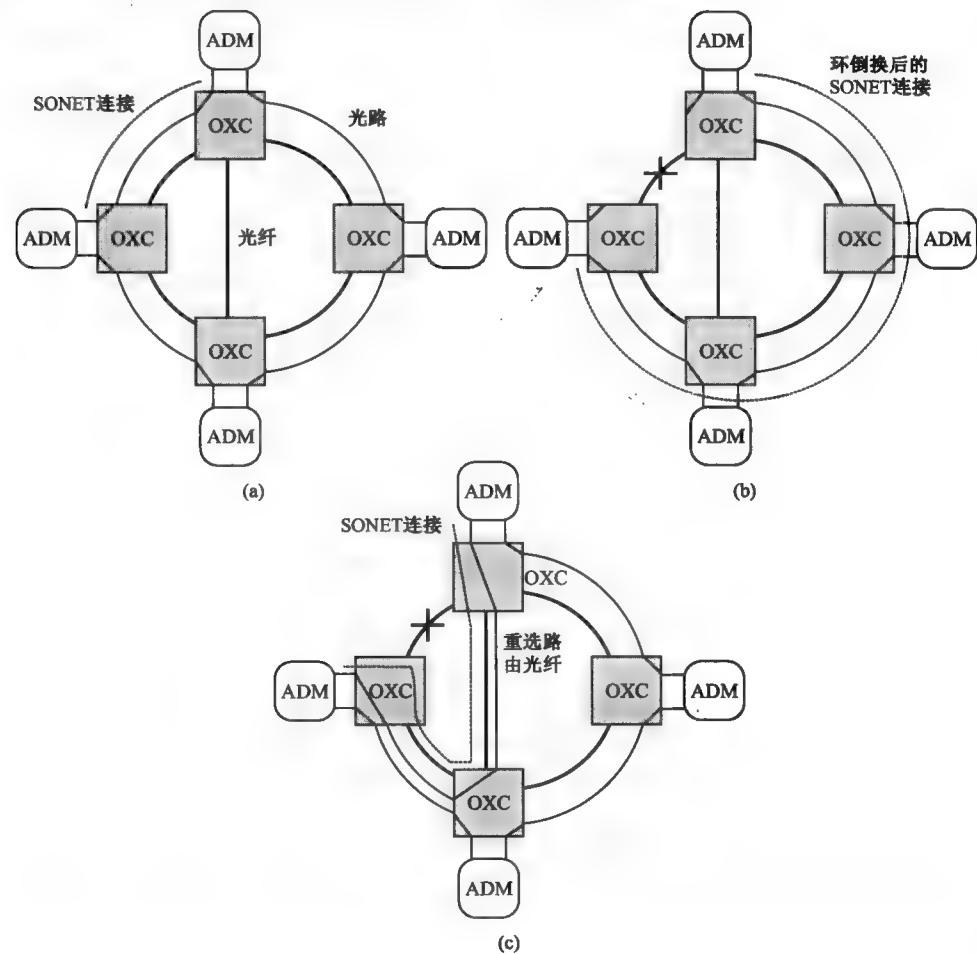 ADM
SONET连接
OXC
光路
ADM
OXC
光纤
OXC
ADM
OXC
ADM
(a)
ADM
环倒换后的
SONET连接
OXC
ADM
OXC
OXC
ADM
OXC
ADM
(b)
ADM
SONET连接
OXC
重选路
由光纤
ADM
OXC
OXC
ADM
OXC
ADM
(c)